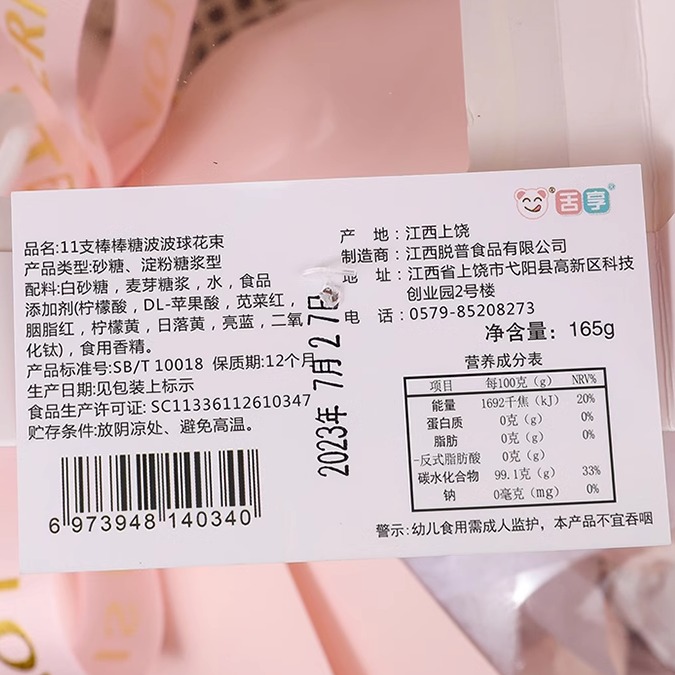 舌享
品名:11支棒棒糖波波球花束
产品类型:砂糖、淀粉糖浆型
配料:白砂糖，麦芽糖浆，水，食品
添加剂(柠檬酸，DL-苹果酸，苋菜红，
胭脂红，柠檬黄，日落黄，亮蓝，二氧
化钛)，食用香精。
产品标准号:SB/T 10018 保质期:12个月
生产日期:见包装上标示
食品生产许可证: SC11336112610347
贮存条件:放阴凉处、避免高温。
6 973948 140340
2023年 7月27日
产 地:江西上饶
制造商:江西脱普食品有限公司
地 址:江西省上饶市弋阳县高新区科技
创业园2号楼
电 话:0579-85208273
净含量: 165g
营养成分表
项目 每100克(g) NRV%
能量 1692千焦(kJ) 20%
蛋白质 0克(g) 0%
脂肪 0克(g) 0%
-反式脂肪酸 0克(g)
碳水化合物 99.1克(g) 33%
钠 0毫克(mg) 0%
警示:幼儿食用需成人监护，本产品不宜吞咽